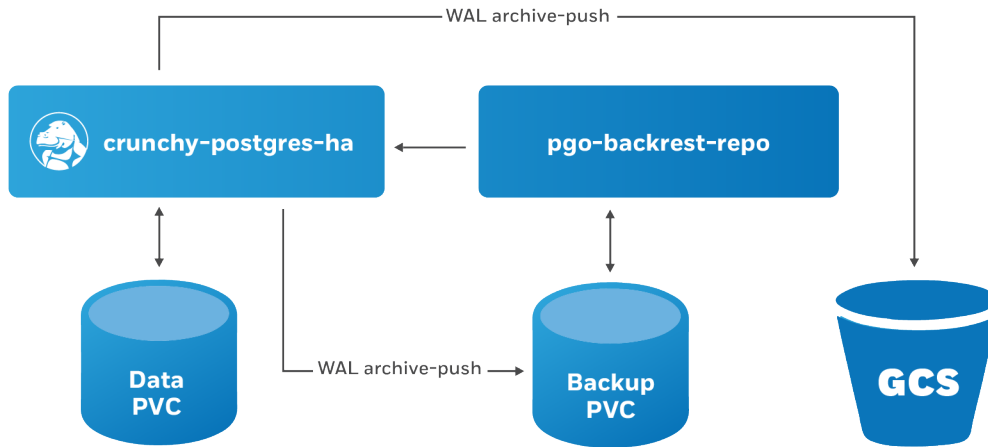 WAL archive-push
crunchy-postgres-ha
pgo-backrest-repo
WAL archive-push
Data
PVC
Backup
PVC
GCS